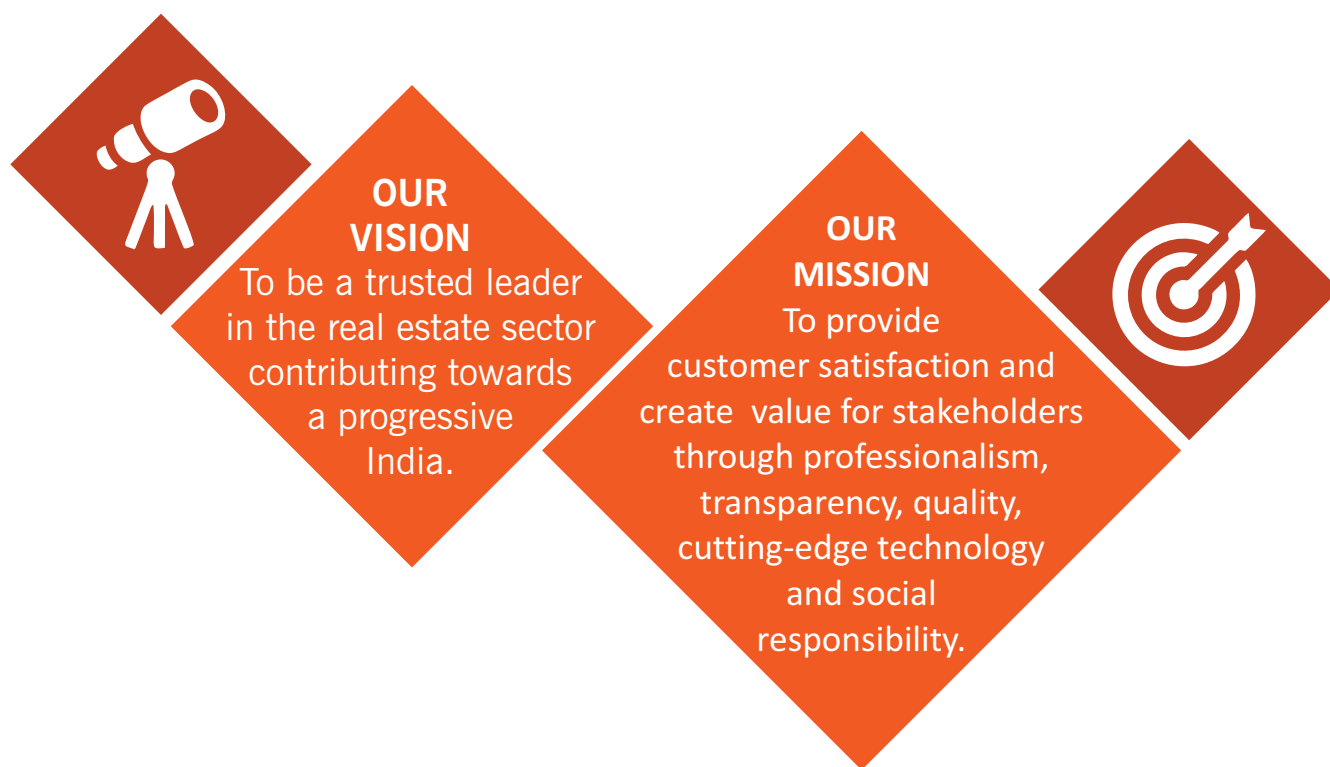 OUR
VISION
To be a trusted leader
in the real estate sector
contributing towards
a progressive
India.
OUR
MISSION
To provide
customer satisfaction and
create  value for stakeholders
through professionalism,
transparency, quality,
cutting-edge technology
and social
responsibility.